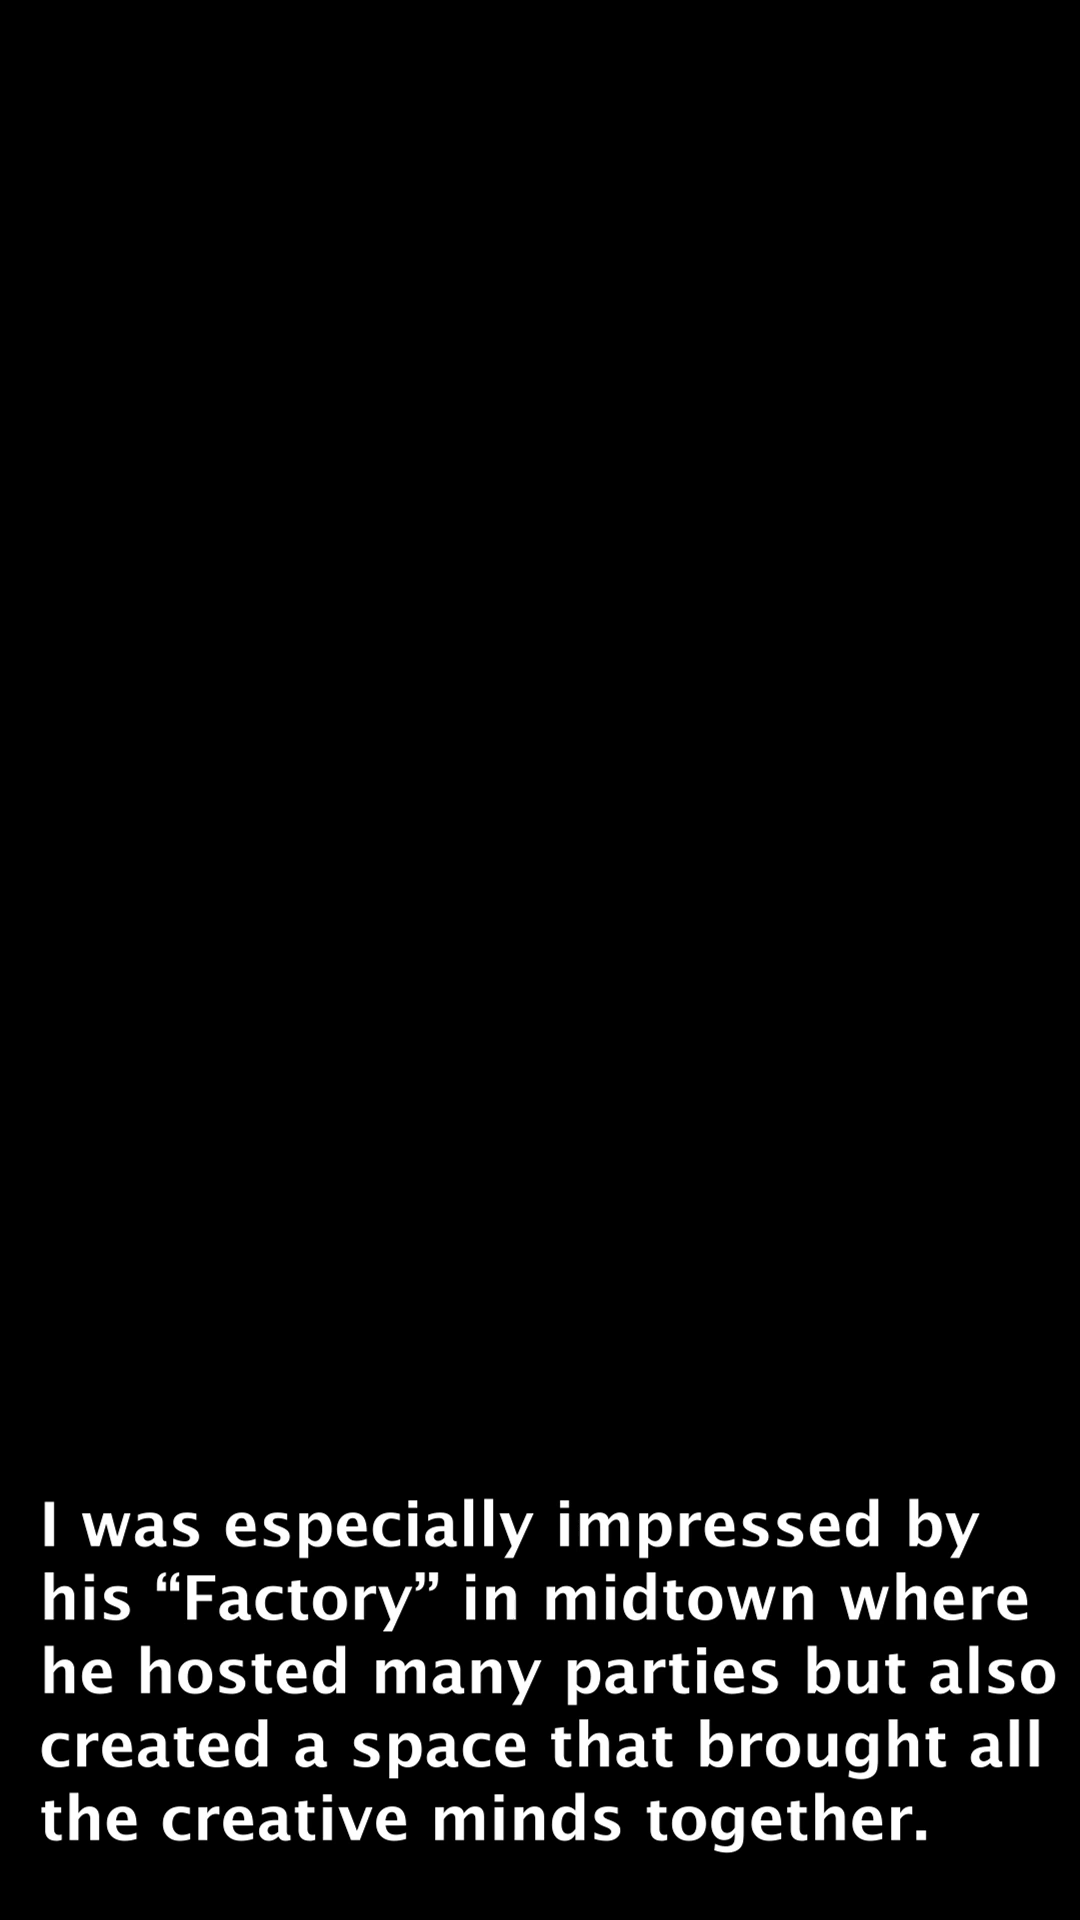 I was especially impressed by
his “Factory” in midtown where
he hosted many parties but also
created a space that brought all
the creative minds together.